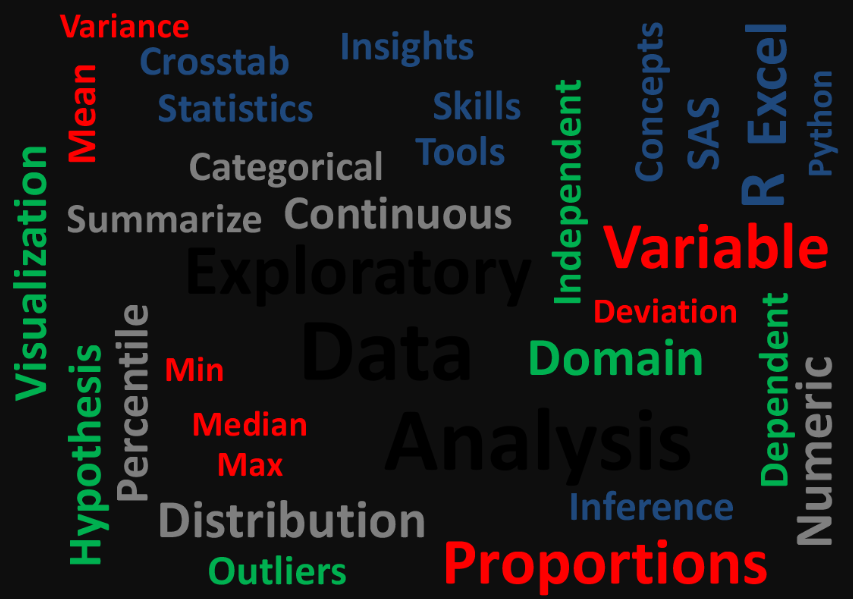 Variance
Crosstab
Insights
Mean
Statistics
Skills
Tools
Concepts
SAS
R Excel
Python
Independent
Categorical
Summarize
Continuous
Visualization
Exploratory
Variable
Deviation
Data
Domain
Min
Percentile
Hypothesis
Dependent
Numeric
Median
Max
Analysis
Distribution
Inference
Outliers
Proportions